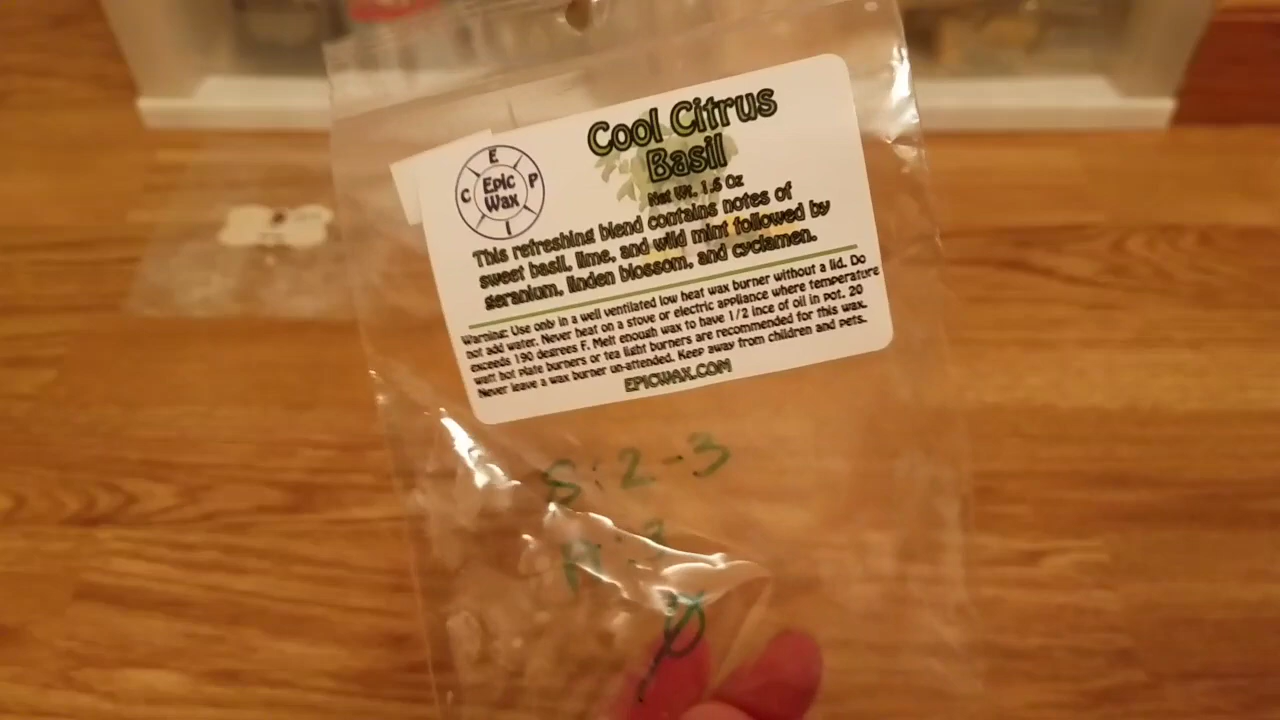 Cool Citrus
Basil
Net Wt. 1.6 Oz
E
P
I
C
Epic
Wax
This refreshing blend contains notes of
sweet basil, lime, and wild mint followed by
geranium, linden blossom, and cyclamen.
Warning: Use only in a well ventilated low heat wax burner without a lid. Do
not add water. Never heat on a stove or electric appliance where temperature
exceeds 190 degrees F. Melt enough wax to have 1/2 ince of oil in pot. 20
watt hot plate burners or tea light burners are recommended for this wax.
Never leave a wax burner un-attended. Keep away from children and pets.
EPICWAX.COM
S: 2-3